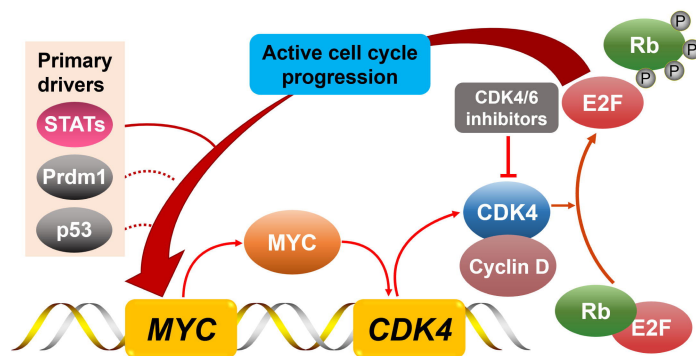 Primary
drivers
STATs
Prdm1
p53
Active cell cycle
progression
CDK4/6
inhibitors
Rb
P
P
P
P
E2F
MYC
CDK4
Cyclin D
Rb
E2F
MYC
CDK4